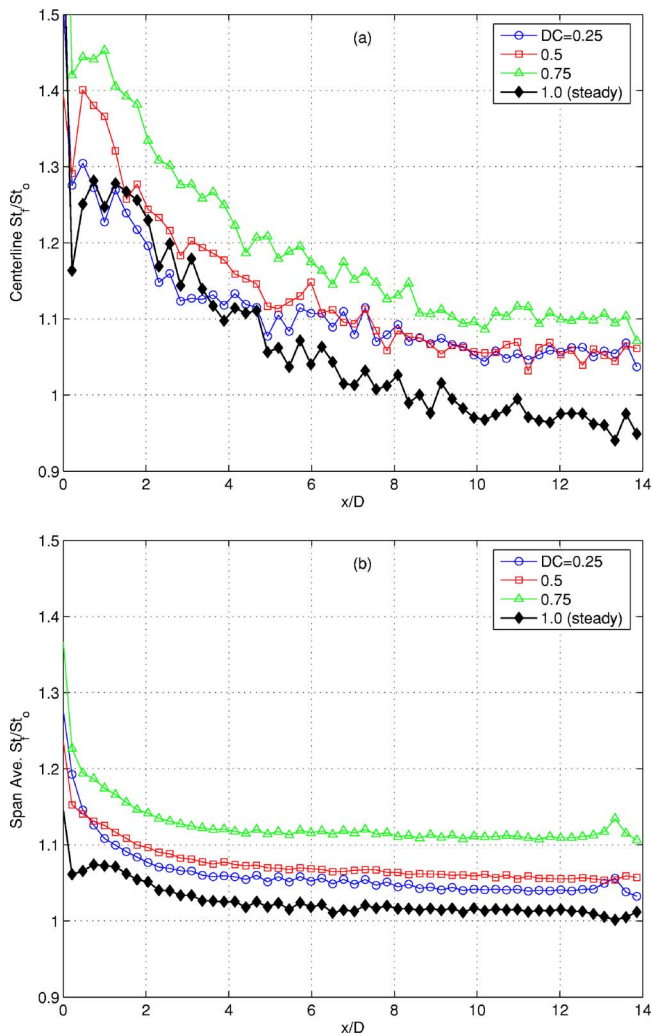 1.5
1.4
1.3
1.2
1.1
1
0.9
Centerline St_f/St_o
(a)
DC=0.25
0.5
0.75
1.0 (steady)
0 2 4 6 8 10 12 14
x/D
1.5
1.4
1.3
1.2
1.1
1
0.9
Span Ave. St_f/St_o
(b)
DC=0.25
0.5
0.75
1.0 (steady)
0 2 4 6 8 10 12 14
x/D